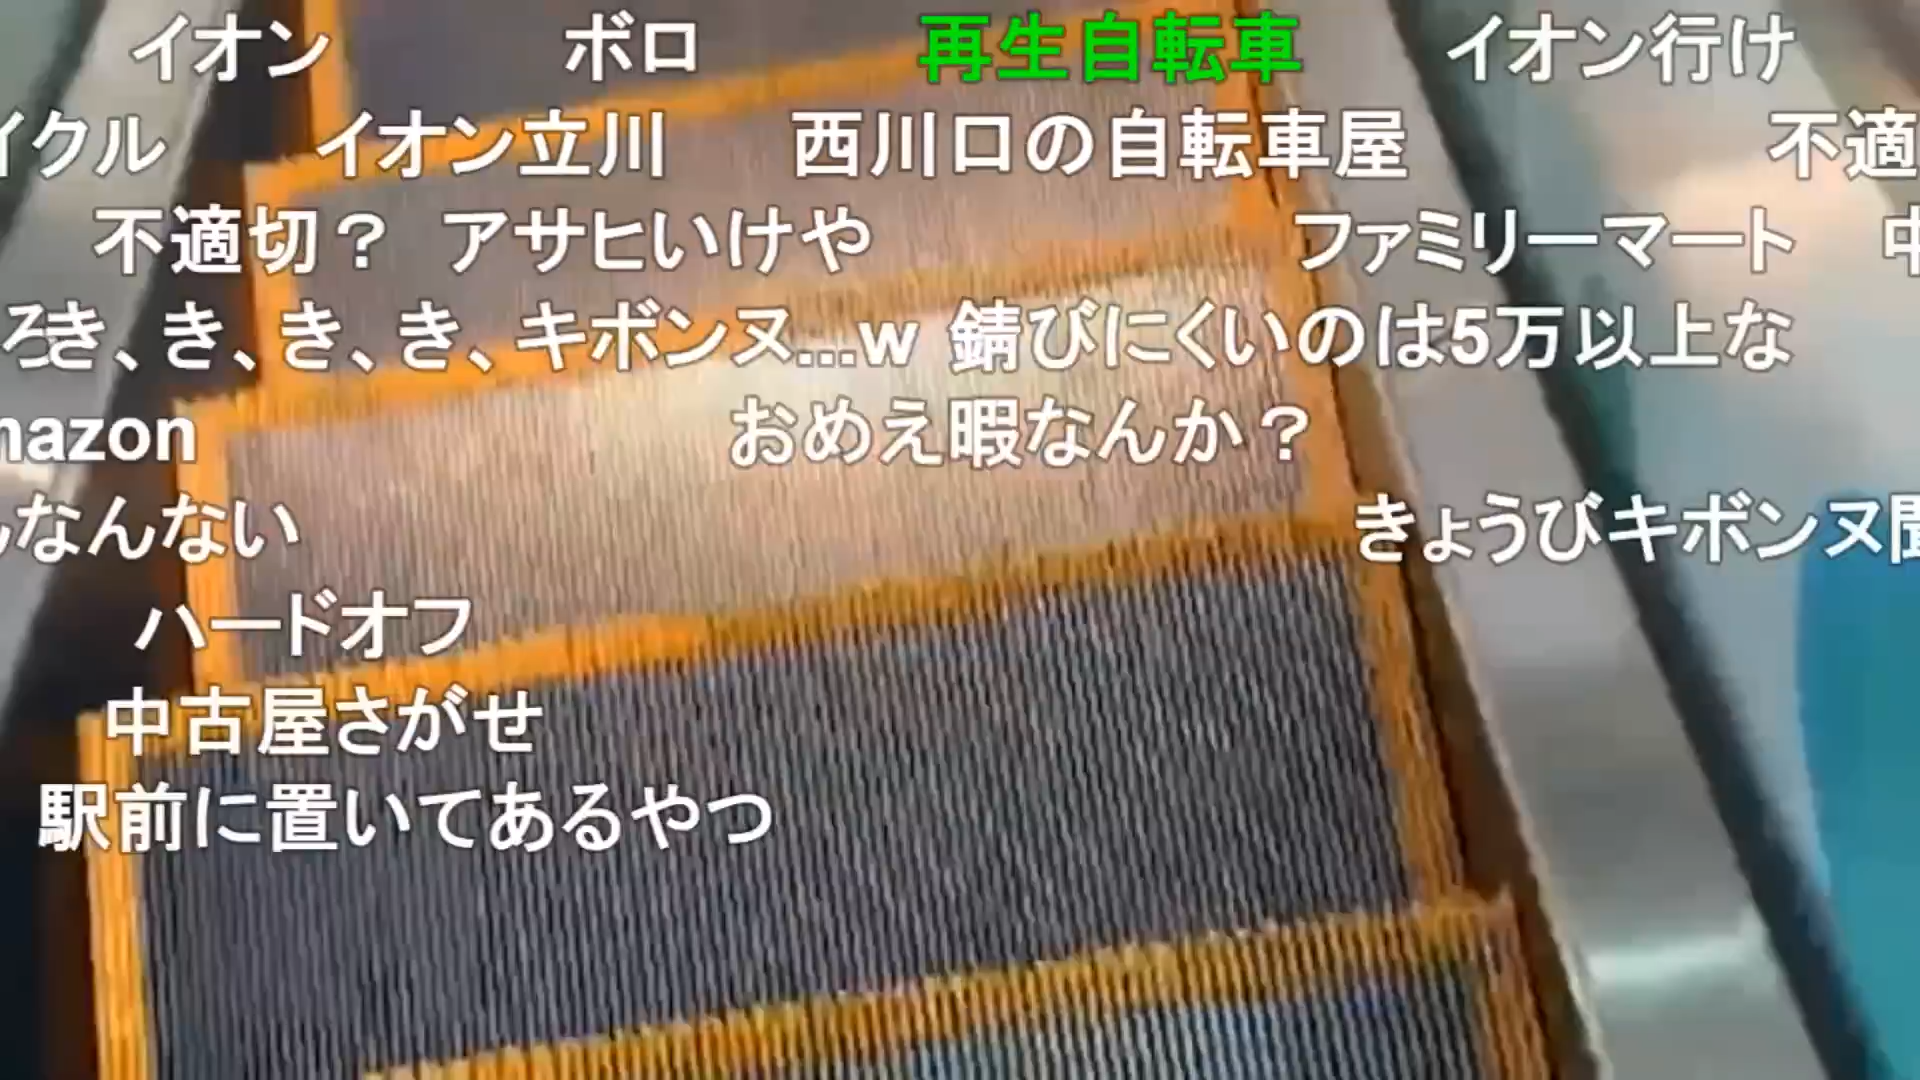 イオン ボロ 再生自転車 イオン行け
イクル イオン立川 西川口の自転車屋 不適
不適切？ アサヒいけや ファミリーマート 中
き、き、き、き、キボンヌ...w 錆びにくいのは5万以上な
mazon おめえ暇なんか？
んなんない きょうびキボンヌ聞
ハードオフ
中古屋さがせ
駅前に置いてあるやつ